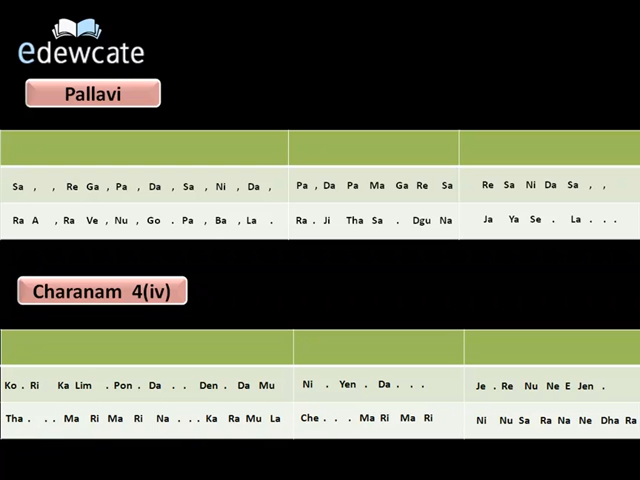 edewcate
Pallavi
Sa , , Re Ga , Pa , Da , Sa , Ni , Da , Pa , Da Pa Ma Ga Re Sa Re Sa Ni Da Sa , ,
Ra A , Ra Ve , Nu , Go . Pa , Ba , La . Ra . Ji Tha Sa . Dgu Na Ja Ya Se . La . . .
Charanam 4(iv)
Ko . Ri Ka Lim . Pon . Da . . Den . Da Mu Ni . Yen . Da . . . Je . Re Nu Ne E Jen .
Tha . . . Ma Ri Ma Ri Na . . . Ka Ra Mu La Che . . . Ma Ri Ma Ri Ni Nu Sa Ra Na Ne Dha Ra